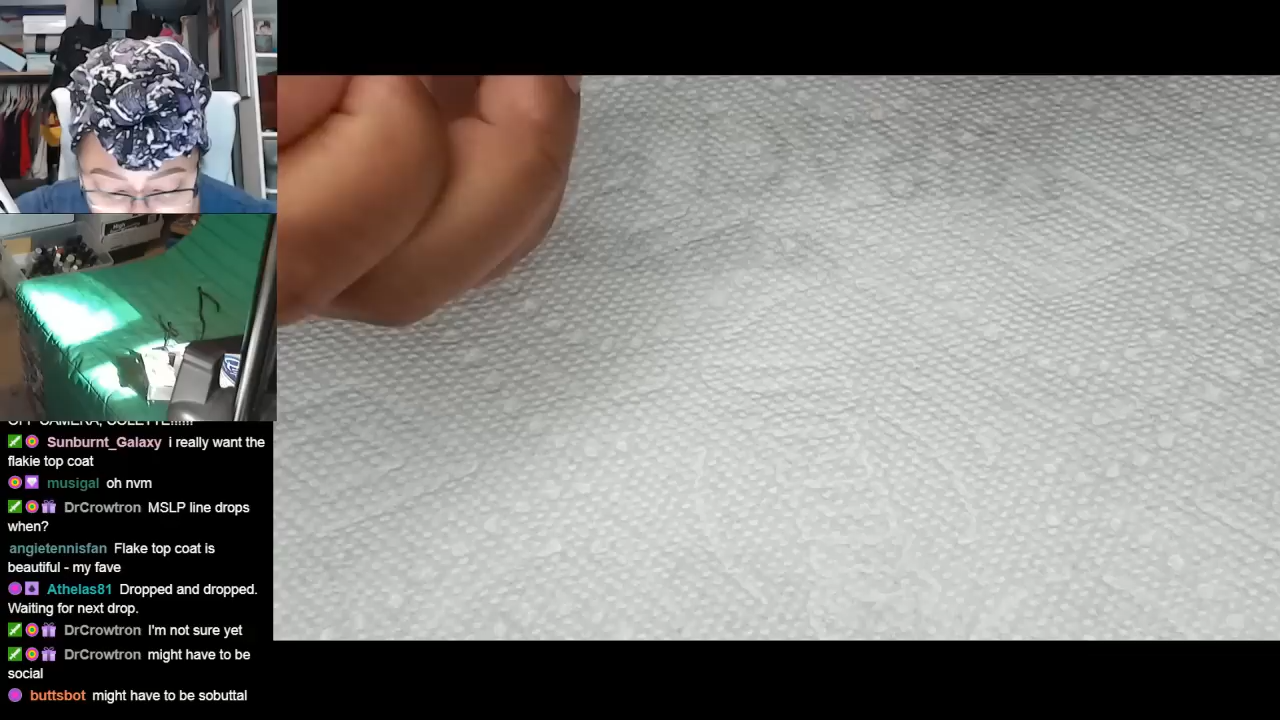 Sunburnt_Galaxy i really want the
flakie top coat
musigal oh nvm
DrCrowtron MSLP line drops
when?
angietennisfan Flake top coat is
beautiful - my fave
Athelas81 Dropped and dropped.
Waiting for next drop.
DrCrowtron I'm not sure yet
DrCrowtron might have to be
social
buttsbot might have to be sobuttal